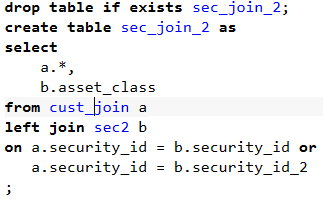 drop table if exists sec_join_2;
create table sec_join_2 as
select
    a.*,
    b.asset_class
from cust_join a
left join sec2 b
on a.security_id = b.security_id or
   a.security_id = b.security_id_2
;